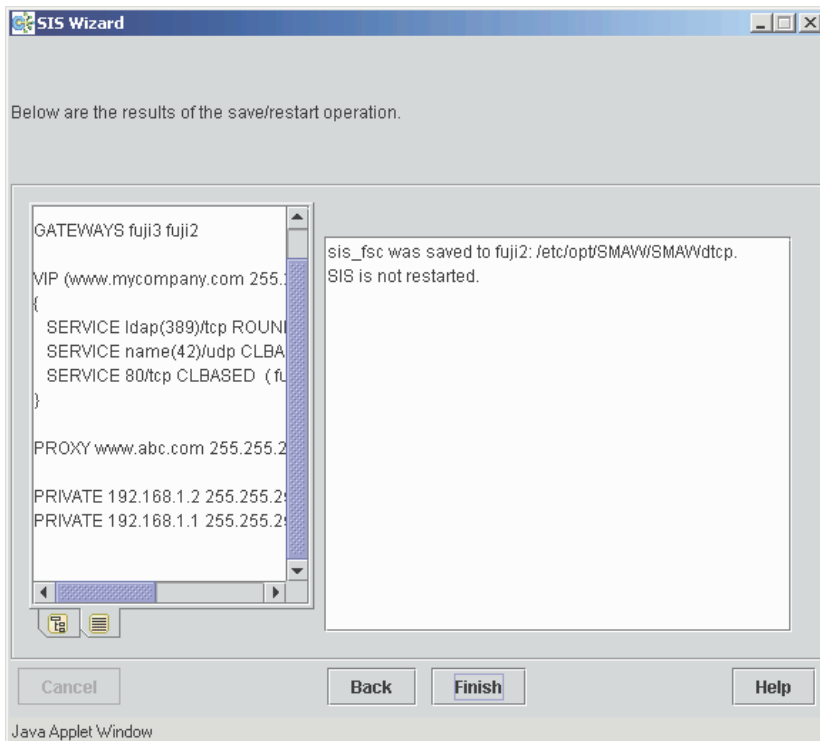 SIS Wizard
Below are the results of the save/restart operation.
GATEWAYS fuji3 fuji2
VIP (www.mycompany.com 255.
{
SERVICE ldap(389)/tcp ROUN
SERVICE name(42)/udp CLBA
SERVICE 80/tcp CLBASED ( fu
}
PROXY www.abc.com 255.255.2
PRIVATE 192.168.1.2 255.255.2
PRIVATE 192.168.1.1 255.255.2
sis_fsc was saved to fuji2: /etc/opt/SMAW/SMAWdtcp.
SIS is not restarted.
Cancel
Back
Finish
Help
Java Applet Window